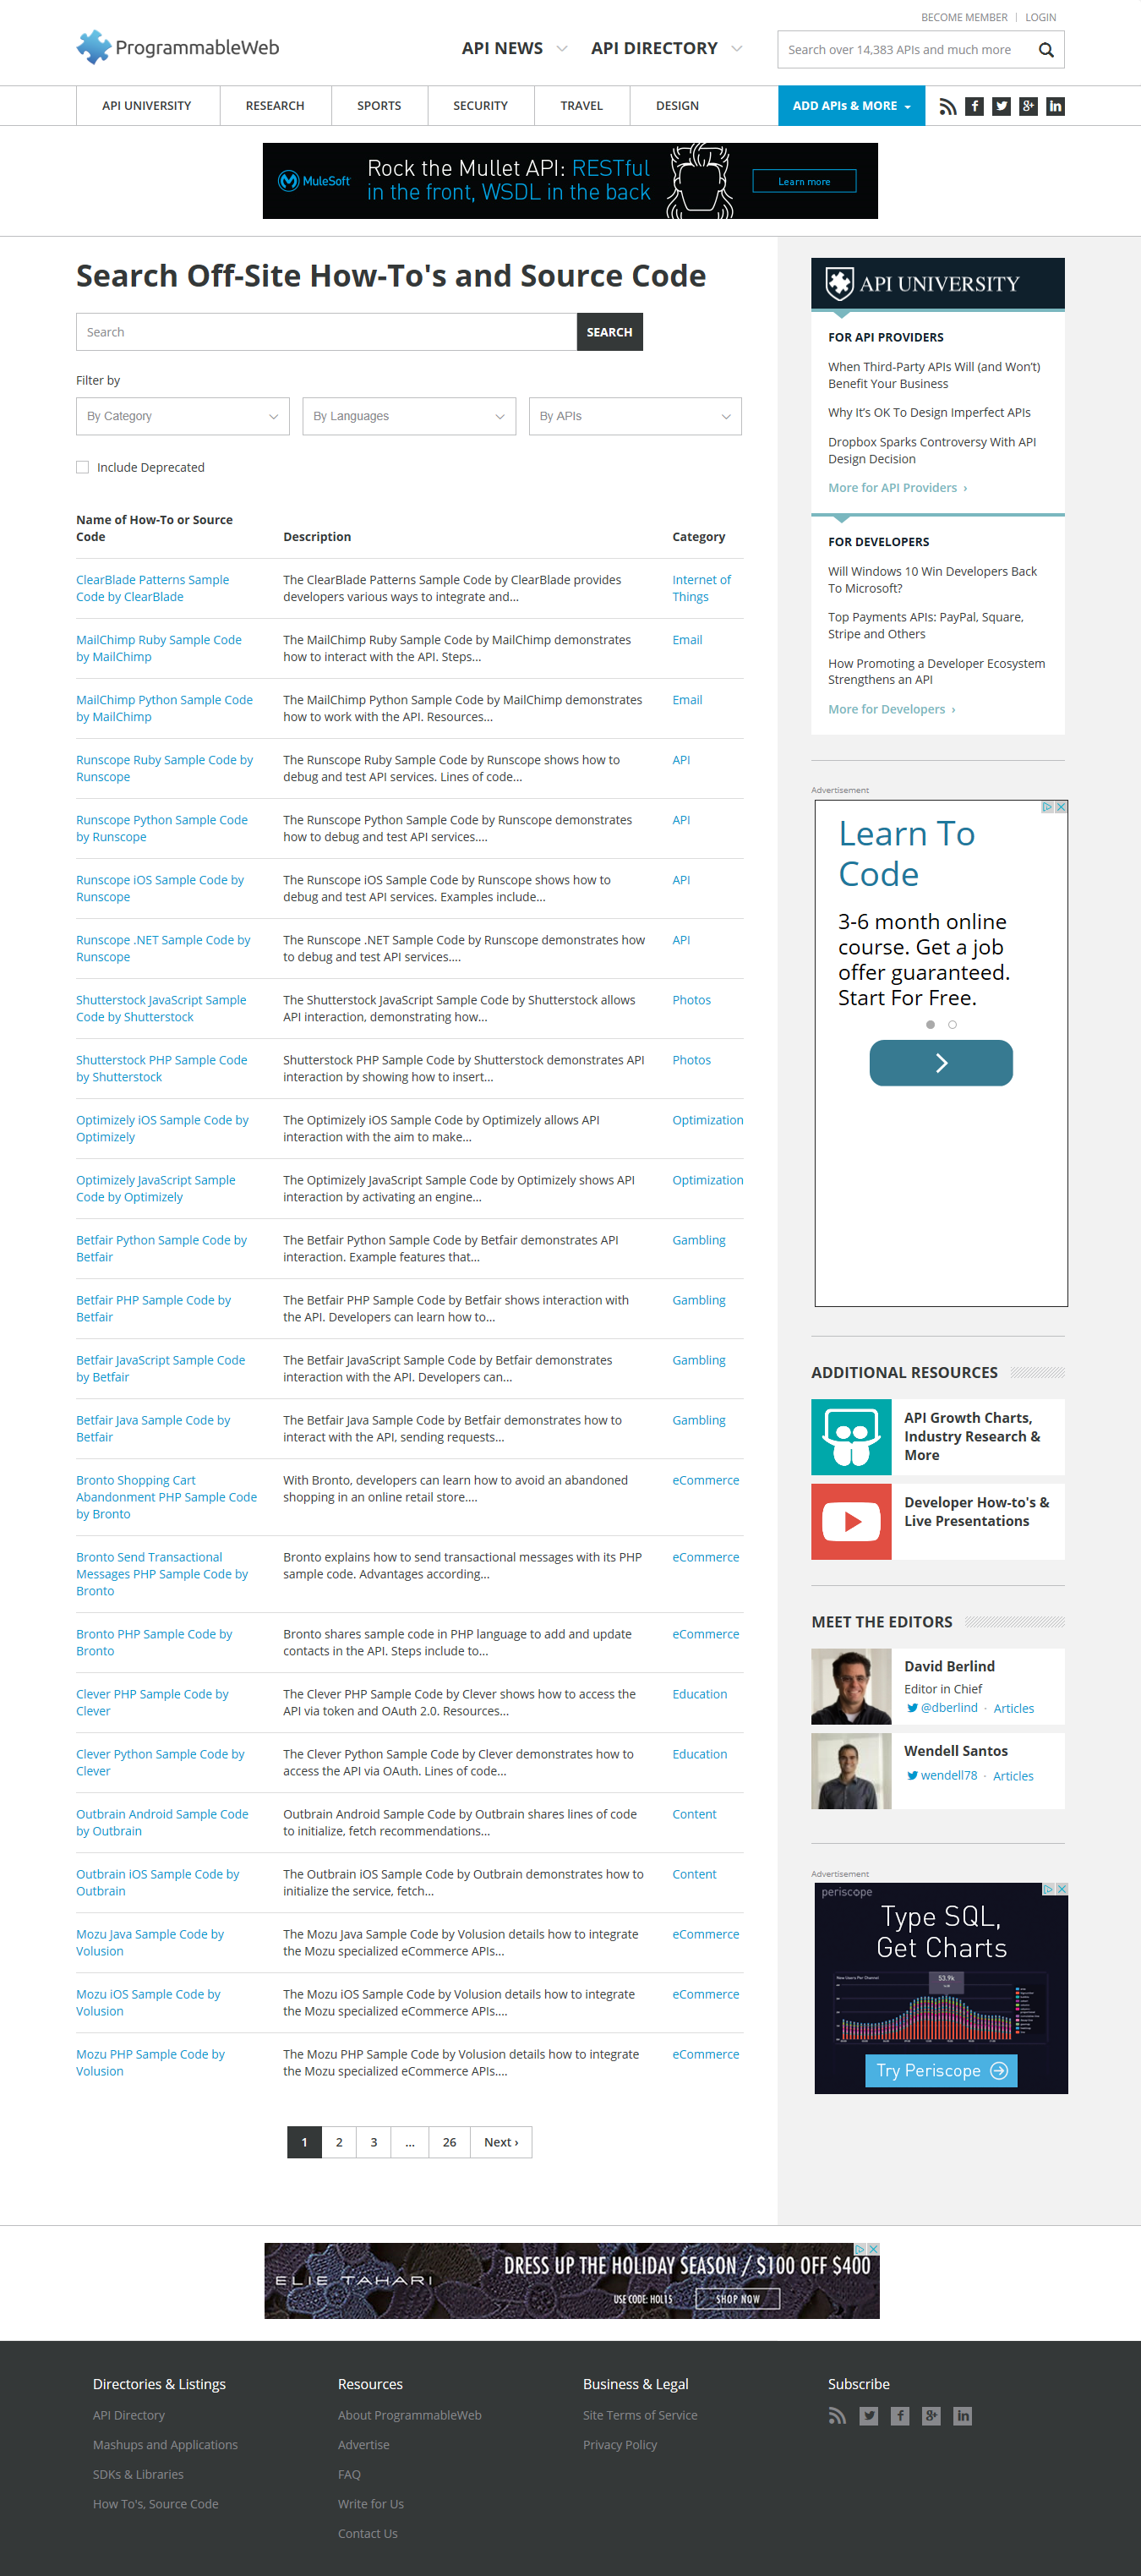 BECOME MEMBER | LOGIN
ProgrammableWeb
API NEWS
API DIRECTORY
Search over 14,383 APIs and much more
API UNIVERSITY
RESEARCH
SPORTS
SECURITY
TRAVEL
DESIGN
ADD APIs & MORE
MuleSoft
Rock the Mullet API: RESTful
in the front, WSDL in the back
Learn more
Search Off-Site How-To's and Source Code
Search
SEARCH
Filter by
By Category
By Languages
By APIs
Include Deprecated
Name of How-To or Source
Code
Description
Category
ClearBlade Patterns Sample
Code by ClearBlade
The ClearBlade Patterns Sample Code by ClearBlade provides
developers various ways to integrate and...
Internet of
Things
MailChimp Ruby Sample Code
by MailChimp
The MailChimp Ruby Sample Code by MailChimp demonstrates
how to interact with the API. Steps...
Email
MailChimp Python Sample Code
by MailChimp
The MailChimp Python Sample Code by MailChimp demonstrates
how to work with the API. Resources...
Email
Runscope Ruby Sample Code by
Runscope
The Runscope Ruby Sample Code by Runscope shows how to
debug and test API services. Lines of code...
API
Runscope Python Sample Code
by Runscope
The Runscope Python Sample Code by Runscope demonstrates
how to debug and test API services....
API
Runscope iOS Sample Code by
Runscope
The Runscope iOS Sample Code by Runscope shows how to
debug and test API services. Examples include...
API
Runscope .NET Sample Code by
Runscope
The Runscope .NET Sample Code by Runscope demonstrates how
to debug and test API services....
API
Shutterstock JavaScript Sample
Code by Shutterstock
The Shutterstock JavaScript Sample Code by Shutterstock allows
API interaction, demonstrating how...
Photos
Shutterstock PHP Sample Code
by Shutterstock
Shutterstock PHP Sample Code by Shutterstock demonstrates API
interaction by showing how to insert...
Photos
Optimizely iOS Sample Code by
Optimizely
The Optimizely iOS Sample Code by Optimizely allows API
interaction with the aim to make...
Optimization
Optimizely JavaScript Sample
Code by Optimizely
The Optimizely JavaScript Sample Code by Optimizely shows API
interaction by activating an engine...
Optimization
Betfair Python Sample Code by
Betfair
The Betfair Python Sample Code by Betfair demonstrates API
interaction. Example features that...
Gambling
Betfair PHP Sample Code by
Betfair
The Betfair PHP Sample Code by Betfair shows interaction with
the API. Developers can learn how to...
Gambling
Betfair JavaScript Sample Code
by Betfair
The Betfair JavaScript Sample Code by Betfair demonstrates
interaction with the API. Developers can...
Gambling
Betfair Java Sample Code by
Betfair
The Betfair Java Sample Code by Betfair demonstrates how to
interact with the API, sending requests...
Gambling
Bronto Shopping Cart
Abandonment PHP Sample Code
by Bronto
With Bronto, developers can learn how to avoid an abandoned
shopping in an online retail store....
eCommerce
Bronto Send Transactional
Messages PHP Sample Code by
Bronto
Bronto explains how to send transactional messages with its PHP
sample code. Advantages according...
eCommerce
Bronto PHP Sample Code by
Bronto
Bronto shares sample code in PHP language to add and update
contacts in the API. Steps include to...
eCommerce
Clever PHP Sample Code by
Clever
The Clever PHP Sample Code by Clever shows how to access the
API via token and OAuth 2.0. Resources...
Education
Clever Python Sample Code by
Clever
The Clever Python Sample Code by Clever demonstrates how to
access the API via OAuth. Lines of code...
Education
Outbrain Android Sample Code
by Outbrain
Outbrain Android Sample Code by Outbrain shares lines of code
to initialize, fetch recommendations...
Content
Outbrain iOS Sample Code by
Outbrain
The Outbrain iOS Sample Code by Outbrain demonstrates how to
initialize the service, fetch...
Content
Mozu Java Sample Code by
Volusion
The Mozu Java Sample Code by Volusion details how to integrate
the Mozu specialized eCommerce APIs...
eCommerce
Mozu iOS Sample Code by
Volusion
The Mozu iOS Sample Code by Volusion details how to integrate
the Mozu specialized eCommerce APIs....
eCommerce
Mozu PHP Sample Code by
Volusion
The Mozu PHP Sample Code by Volusion details how to integrate
the Mozu specialized eCommerce APIs....
eCommerce
1
2
3
...
26
Next ›
API UNIVERSITY
FOR API PROVIDERS
When Third-Party APIs Will (and Won't)
Benefit Your Business
Why It's OK To Design Imperfect APIs
Dropbox Sparks Controversy With API
Design Decision
More for API Providers ›
FOR DEVELOPERS
Will Windows 10 Win Developers Back
To Microsoft?
Top Payments APIs: PayPal, Square,
Stripe and Others
How Promoting a Developer Ecosystem
Strengthens an API
More for Developers ›
Advertisement
Learn To
Code
3-6 month online
course. Get a job
offer guaranteed.
Start For Free.
ADDITIONAL RESOURCES
API Growth Charts,
Industry Research &
More
Developer How-to's &
Live Presentations
MEET THE EDITORS
David Berlind
Editor in Chief
@dberlind · Articles
Wendell Santos
wendell78 · Articles
Advertisement
periscope
Type SQL,
Get Charts
New Users Per Channel
53.9k
Try Periscope
ELIE TAHARI
DRESS UP THE HOLIDAY SEASON / $100 OFF $400
USE CODE: HOL15
SHOP NOW
Directories & Listings
API Directory
Mashups and Applications
SDKs & Libraries
How To's, Source Code
Resources
About ProgrammableWeb
Advertise
FAQ
Write for Us
Contact Us
Business & Legal
Site Terms of Service
Privacy Policy
Subscribe